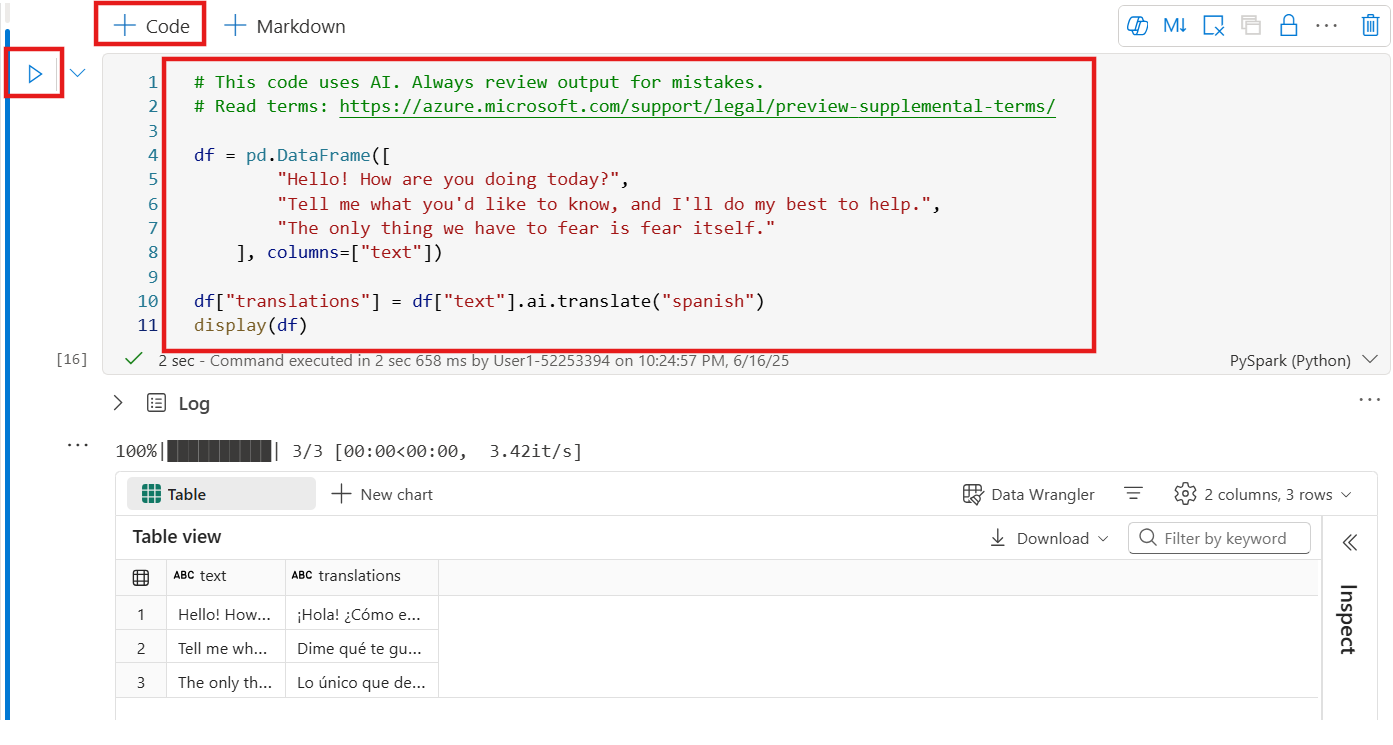 Code Markdown
1 # This code uses AI. Always review output for mistakes.
2 # Read terms: https://azure.microsoft.com/support/legal/preview-supplemental-terms/
3
4 df = pd.DataFrame([
5 "Hello! How are you doing today?",
6 "Tell me what you'd like to know, and I'll do my best to help.",
7 "The only thing we have to fear is fear itself."
8 ], columns=["text"])
9
10 df["translations"] = df["text"].ai.translate("spanish")
11 display(df)
[16] 2 sec - Command executed in 2 sec 658 ms by User1-52253394 on 10:24:57 PM, 6/16/25 PySpark (Python)
Log
100%|██████████| 3/3 [00:00<00:00, 3.42it/s]
Table New chart Data Wrangler 2 columns, 3 rows
Table view Download Filter by keyword
ABC text ABC translations
1 Hello! How... ¡Hola! ¿Cómo e...
2 Tell me wh... Dime qué te gu...
3 The only th... Lo único que de...
Inspect